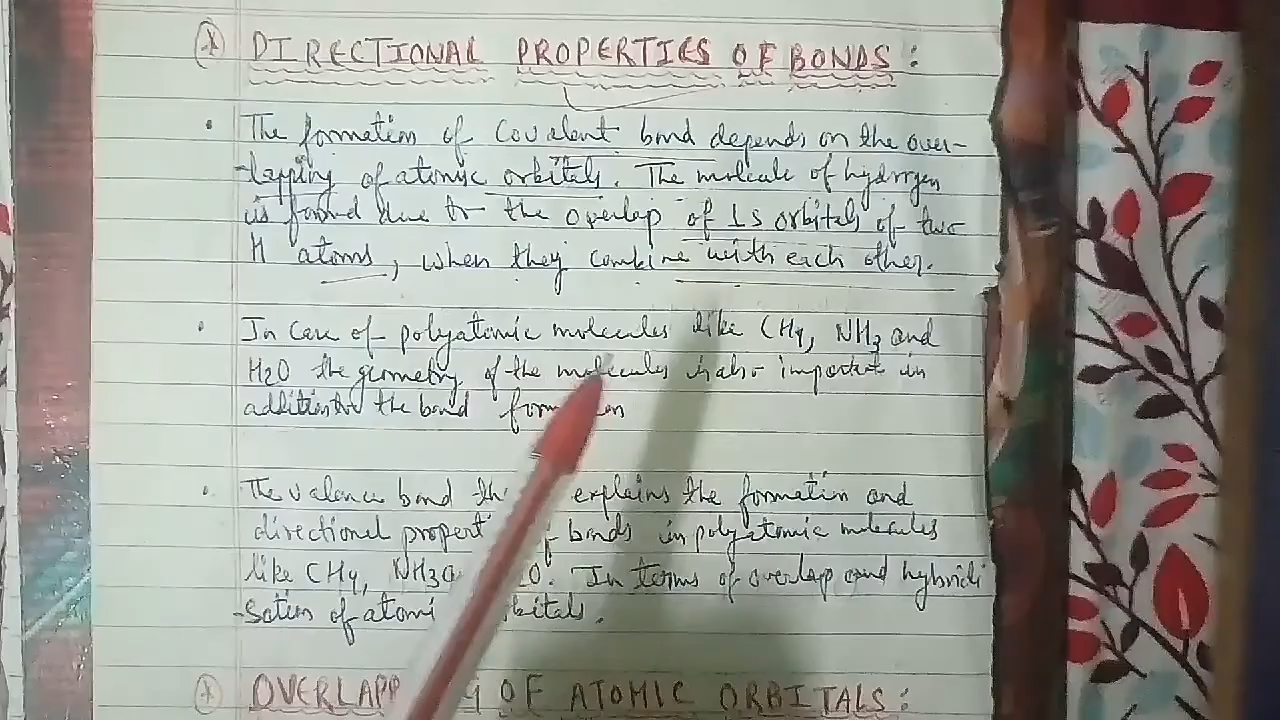 * DIRECTIONAL PROPERTIES OF BONDS:
• The formation of Covalent bond depends on the over-
-lapping of atomic orbitals. The molecule of hydrogen
is formed due to the overlap of 1s orbitals of two
H atoms, when they combine with each other.
• In Case of polyatomic molecules like CH4, NH3 and
H2O the geometry of the molecules is also important in
addition to the bond
• The valence bond explains the formation and
directional bonds in polyatomic molecules
like CH4, NH3 In terms of overlap and hybridi
-sation of
* OF ATOMIC ORBITALS: